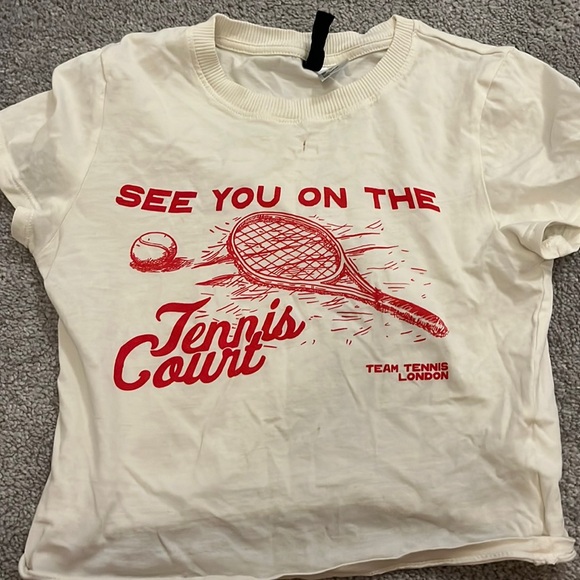 SEE YOU ON THE
Tennis
Court
TEAM TENNIS
LONDON